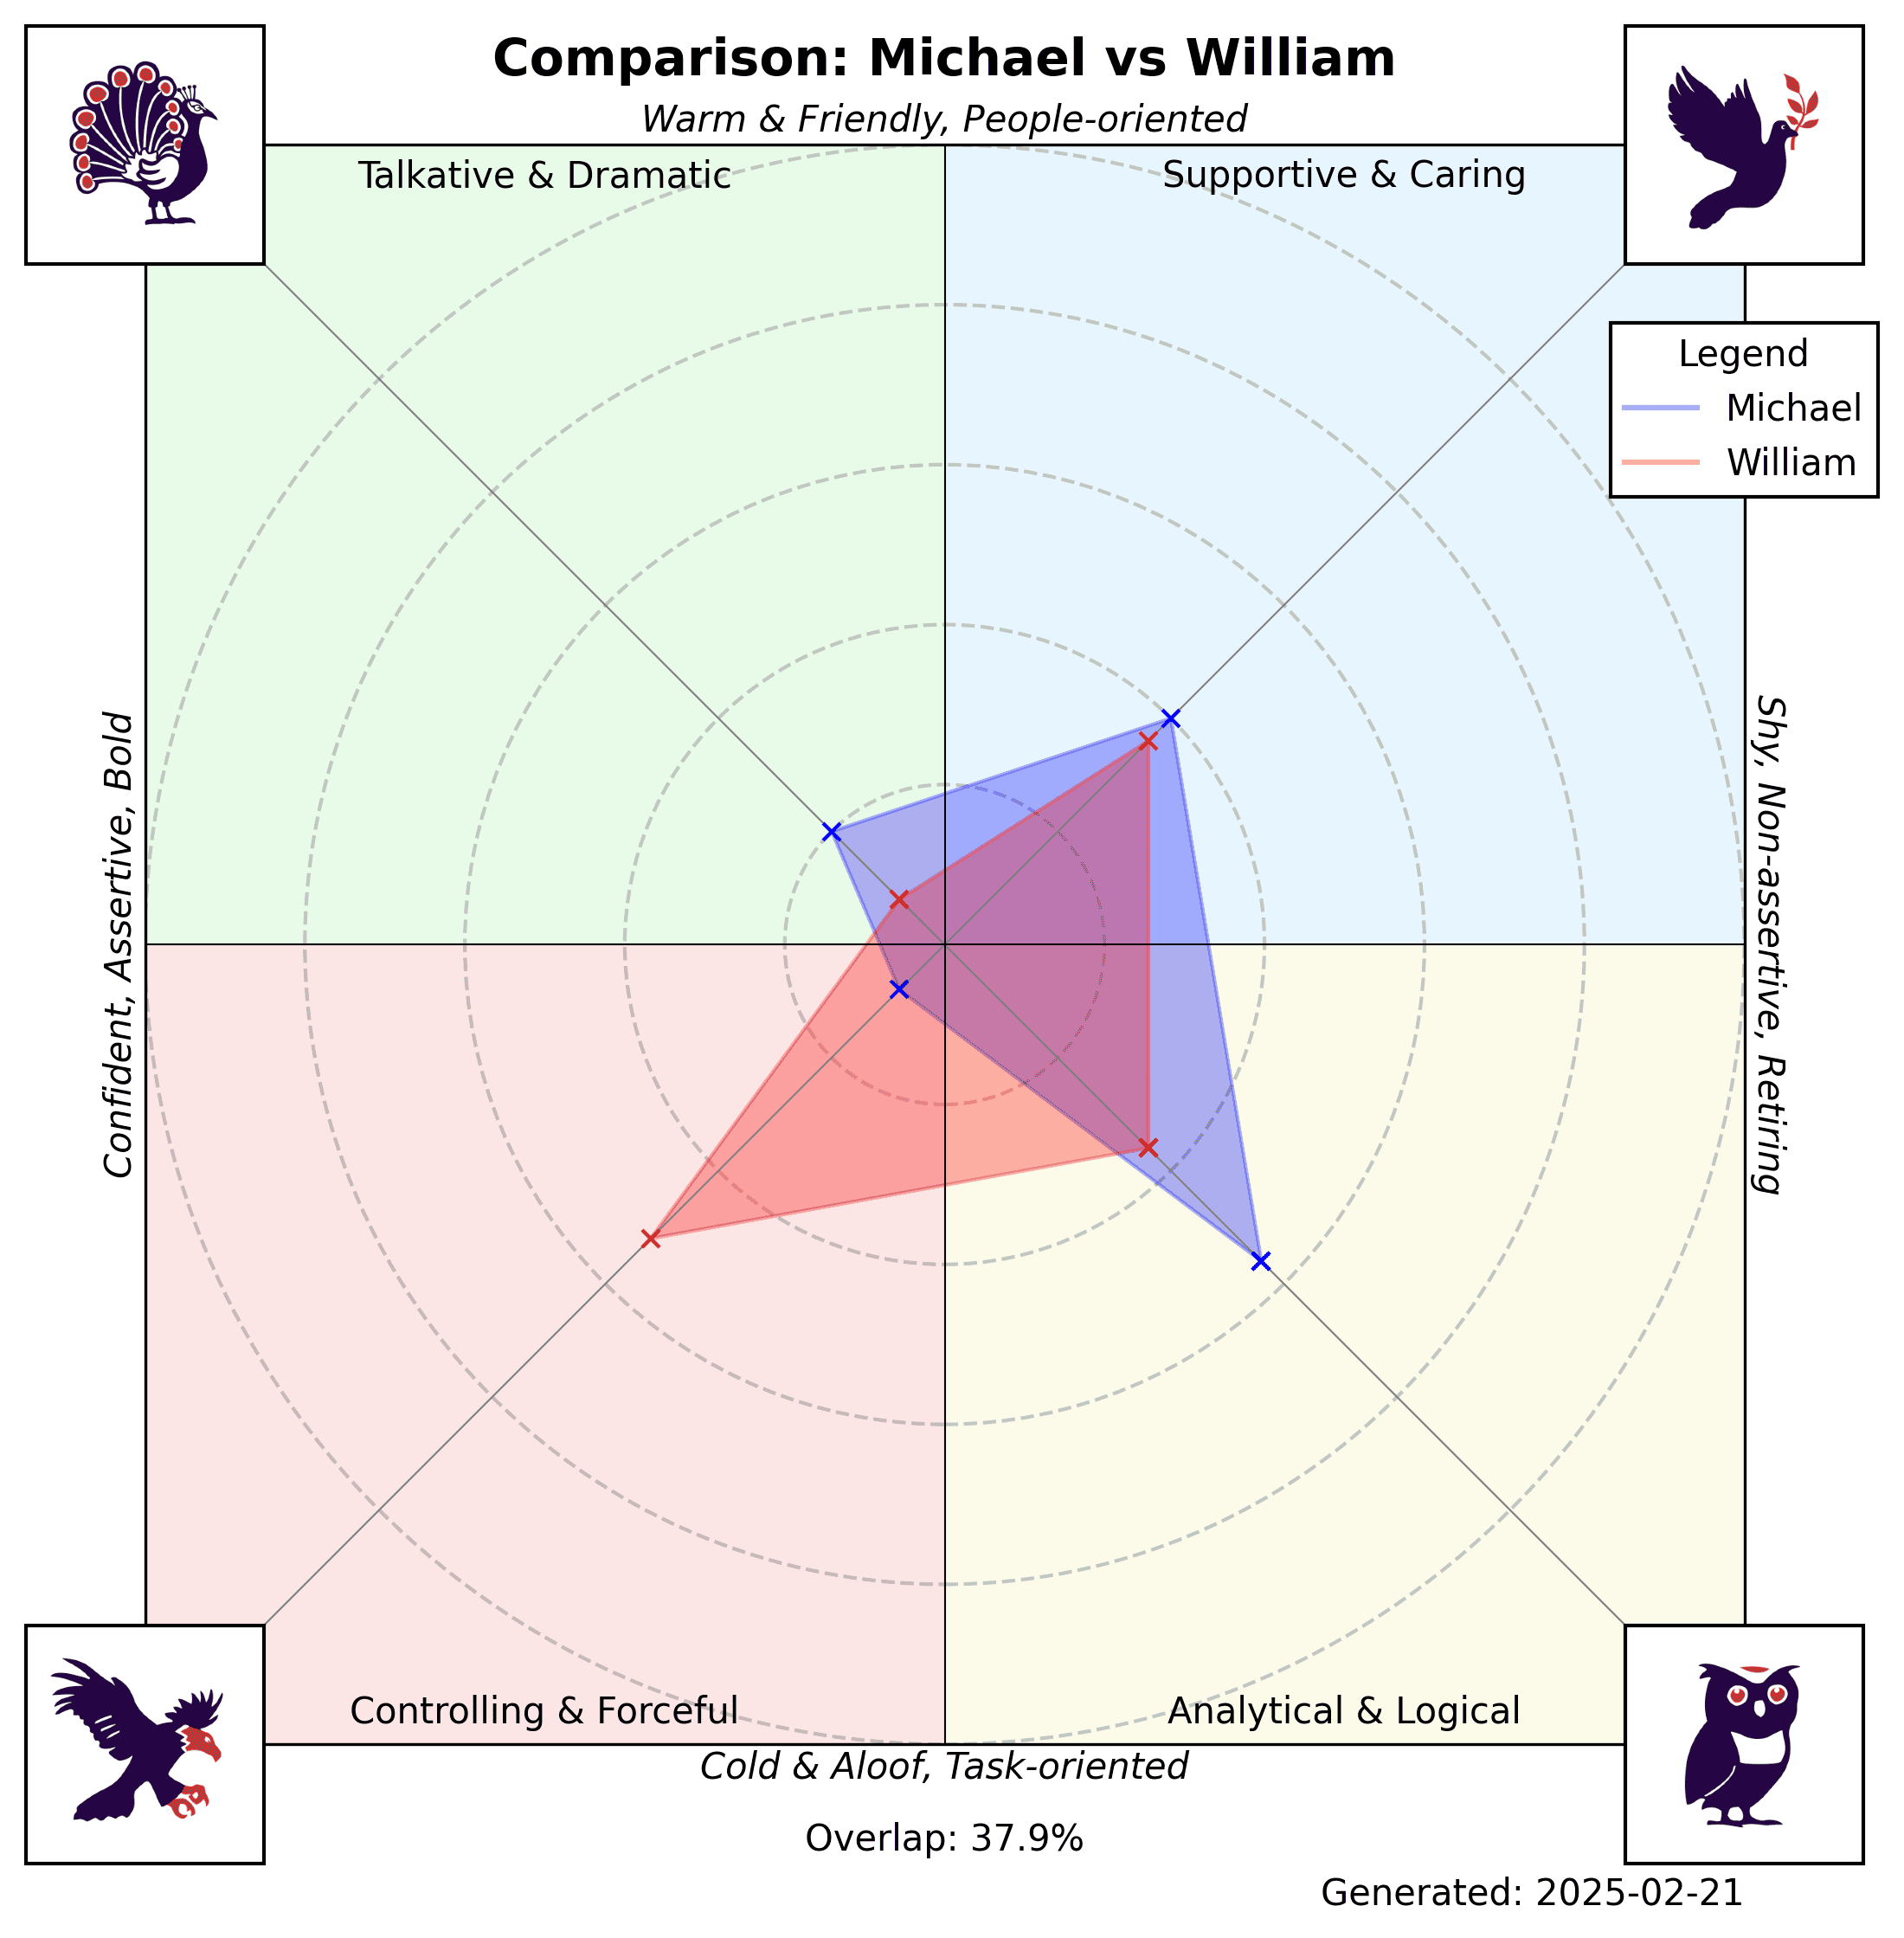 Comparison: Michael vs William
Warm & Friendly, People-oriented
Talkative & Dramatic
Supportive & Caring
Legend
Michael
William
Confident, Assertive, Bold
Shy, Non-assertive, Retiring
Controlling & Forceful
Analytical & Logical
Cold & Aloof, Task-oriented
Overlap: 37.9%
Generated: 2025-02-21